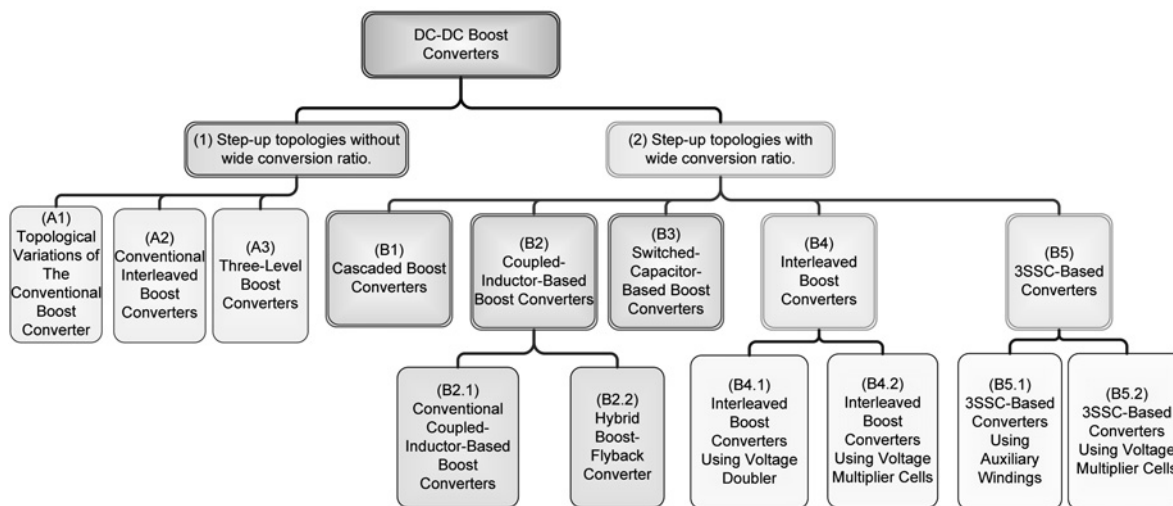 DC-DC Boost
Converters
(1) Step-up topologies without
wide conversion ratio.
(2) Step-up topologies with
wide conversion ratio.
(A1)
Topological
Variations of
The
Conventional
Boost
Converter
(A2)
Conventional
Interleaved
Boost
Converters
(A3)
Three-Level
Boost
Converters
(B1)
Cascaded Boost
Converters
(B2)
Coupled-
Inductor-Based
Boost Converters
(B3)
Switched-
Capacitor-
Based Boost
Converters
(B4)
Interleaved
Boost
Converters
(B5)
3SSC-Based
Converters
(B2.1)
Conventional
Coupled-
Inductor-Based
Boost
Converters
(B2.2)
Hybrid
Boost-
Flyback
Converter
(B4.1)
Interleaved
Boost
Converters
Using Voltage
Doubler
(B4.2)
Interleaved
Boost
Converters
Using Voltage
Multiplier Cells
(B5.1)
3SSC-Based
Converters
Using
Auxiliary
Windings
(B5.2)
3SSC-Based
Converters
Using Voltage
Multiplier Cells